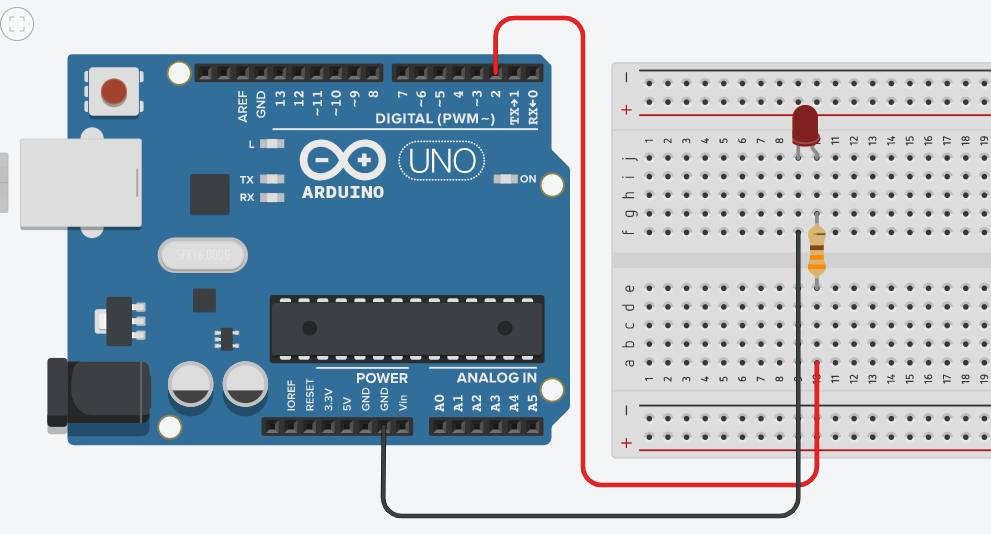 AREF
GND
13
12
~11
~10
~9
8
7
~6
~5
4
~3
2
TX→1
RX←0
DIGITAL (PWM~)
L
TX
RX
ARDUINO
UNO
ON
SPK16.000G
IOREF
RESET
3.3V
5V
GND
GND
Vin
POWER
ANALOG IN
A0
A1
A2
A3
A4
A5
1 2 3 4 5 6 7 8 11 12 13 14 15 16 17 18 19
j
i
h
g
f
e
d
c
b
a
1 2 3 4 5 6 7 8 9 10 11 12 13 14 15 16 17 18 19